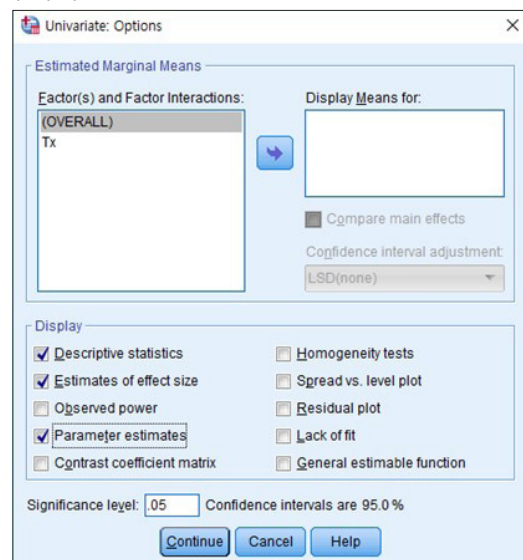 Univariate: Options
Estimated Marginal Means
Factor(s) and Factor Interactions:
(OVERALL)
Tx
Display Means for:
Compare main effects
Confidence interval adjustment:
LSD(none)
Display
Descriptive statistics
Homogeneity tests
Estimates of effect size
Spread vs. level plot
Observed power
Residual plot
Parameter estimates
Lack of fit
Contrast coefficient matrix
General estimable function
Significance level: .05 Confidence intervals are 95.0 %
Continue Cancel Help